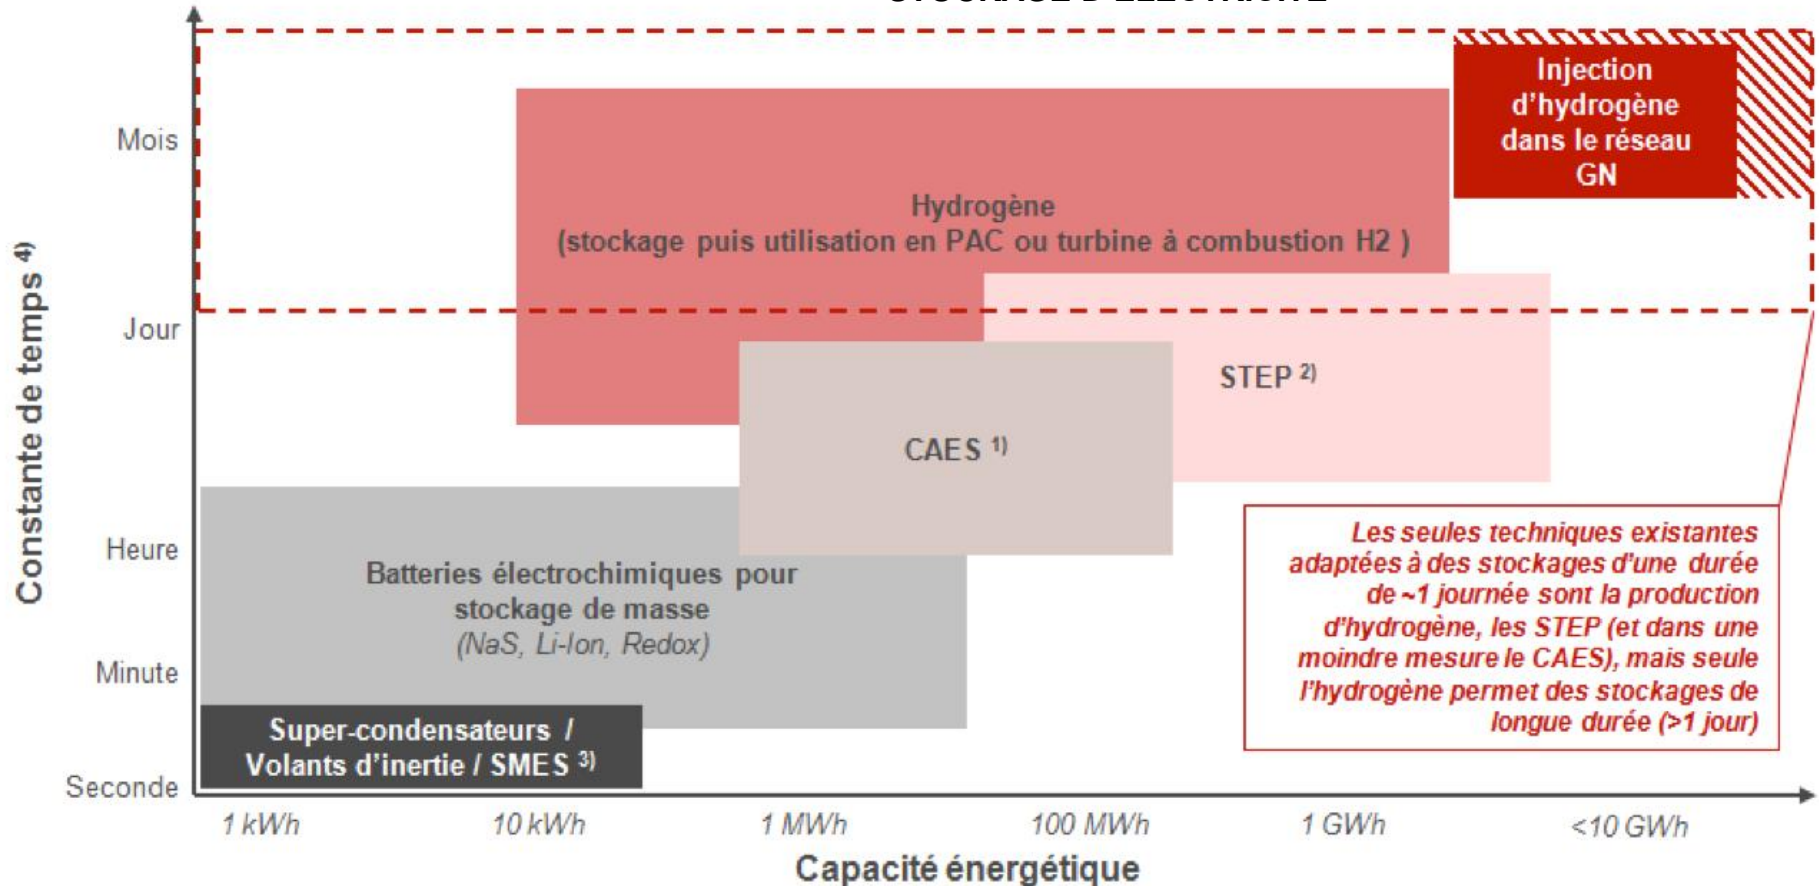 Constante de temps 4)
Mois
Jour
Heure
Minute
Seconde
Injection
d'hydrogène
dans le réseau
GN
Hydrogène
(stockage puis utilisation en PAC ou turbine à combustion H2 )
STEP 2)
CAES 1)
Batteries électrochimiques pour
stockage de masse
(NaS, Li-Ion, Redox)
Super-condensateurs /
Volants d'inertie / SMES 3)
Les seules techniques existantes
adaptées à des stockages d'une durée
de ~1 journée sont la production
d'hydrogène, les STEP (et dans une
moindre mesure le CAES), mais seule
l'hydrogène permet des stockages de
longue durée (>1 jour)
1 kWh
10 kWh
1 MWh
100 MWh
1 GWh
<10 GWh
Capacité énergétique